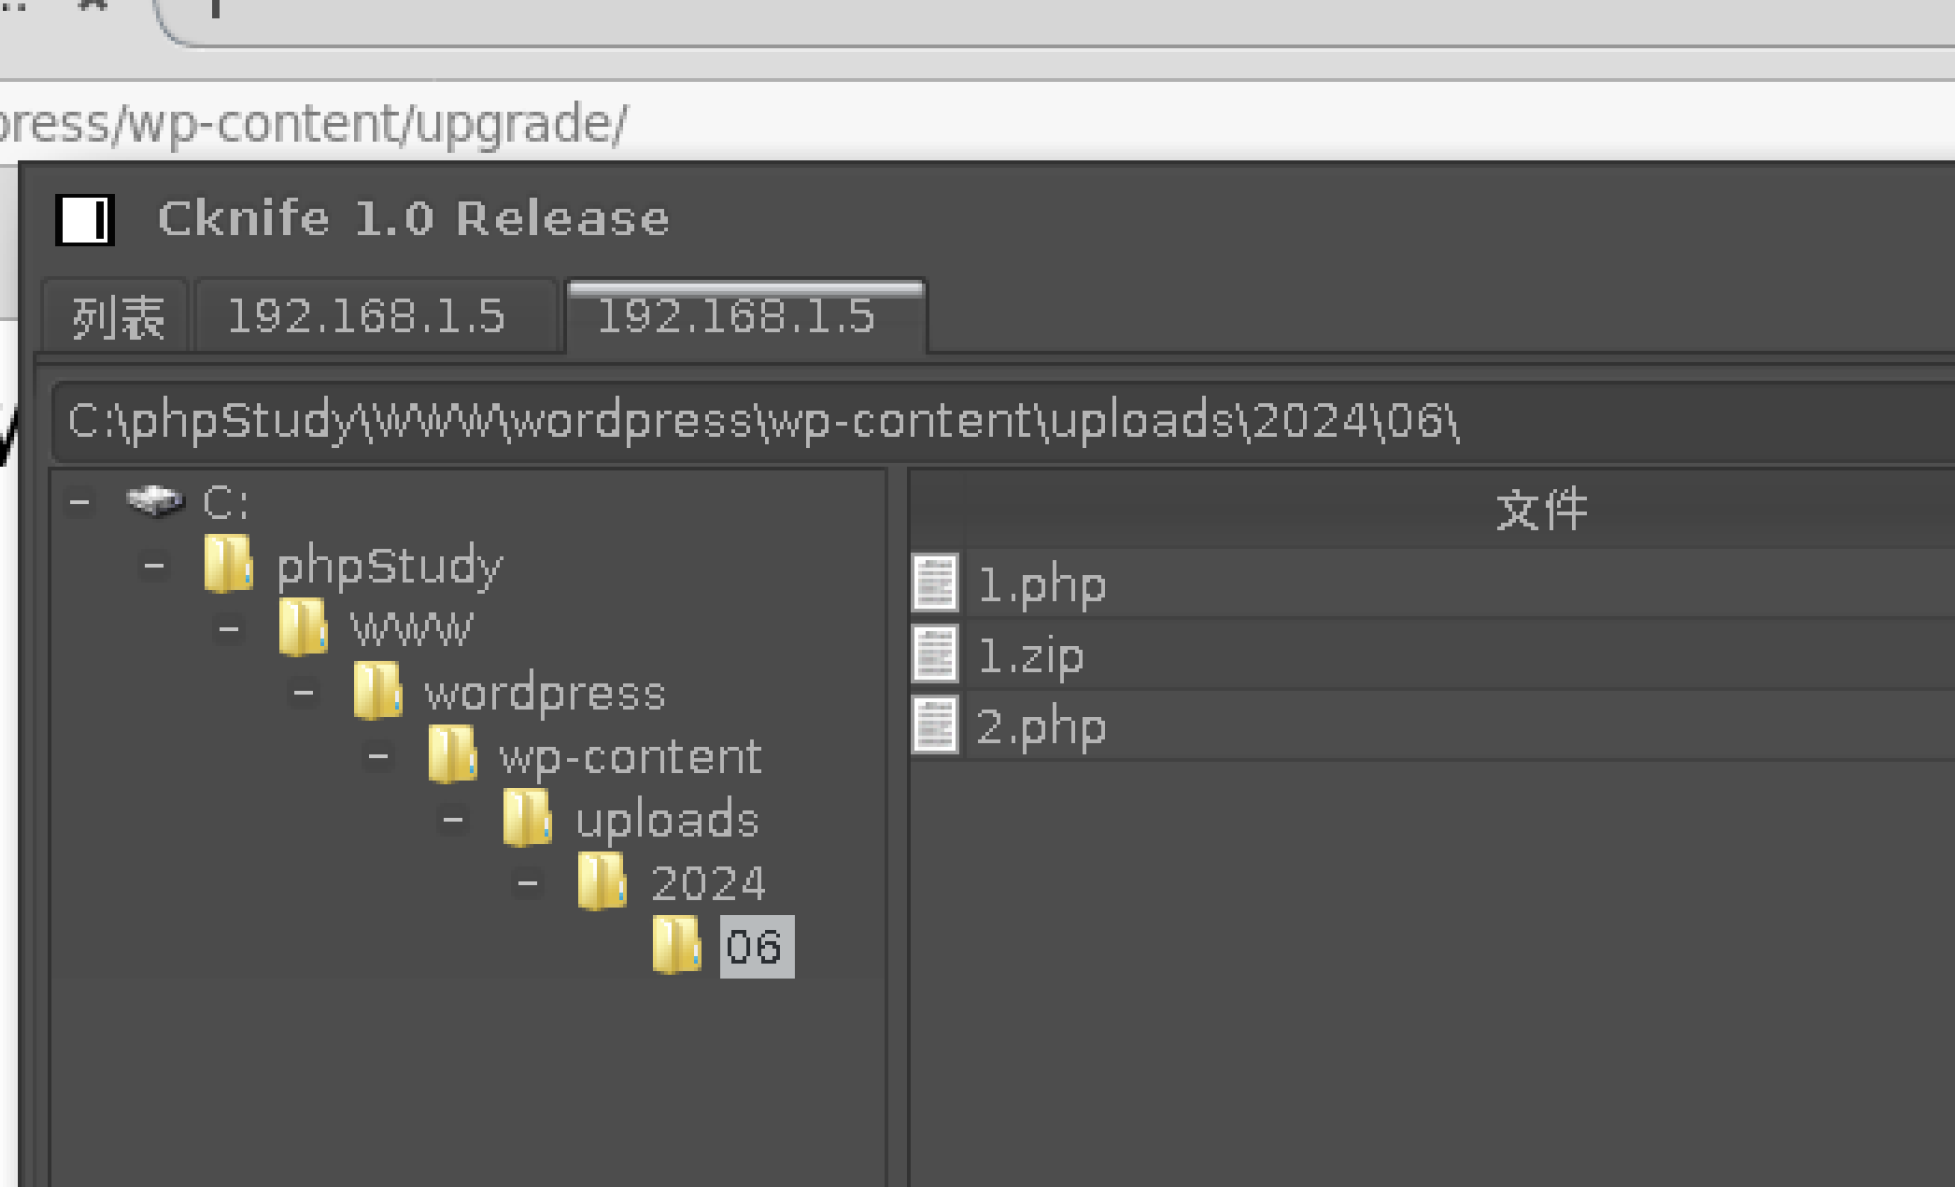 press/wp-content/upgrade/
Cknife 1.0 Release
列表 192.168.1.5 192.168.1.5
C:\phpStudy\WWW\wordpress\wp-content\uploads\2024\06\
C:
phpStudy
WWW
wordpress
wp-content
uploads
2024
06
文件
1.php
1.zip
2.php